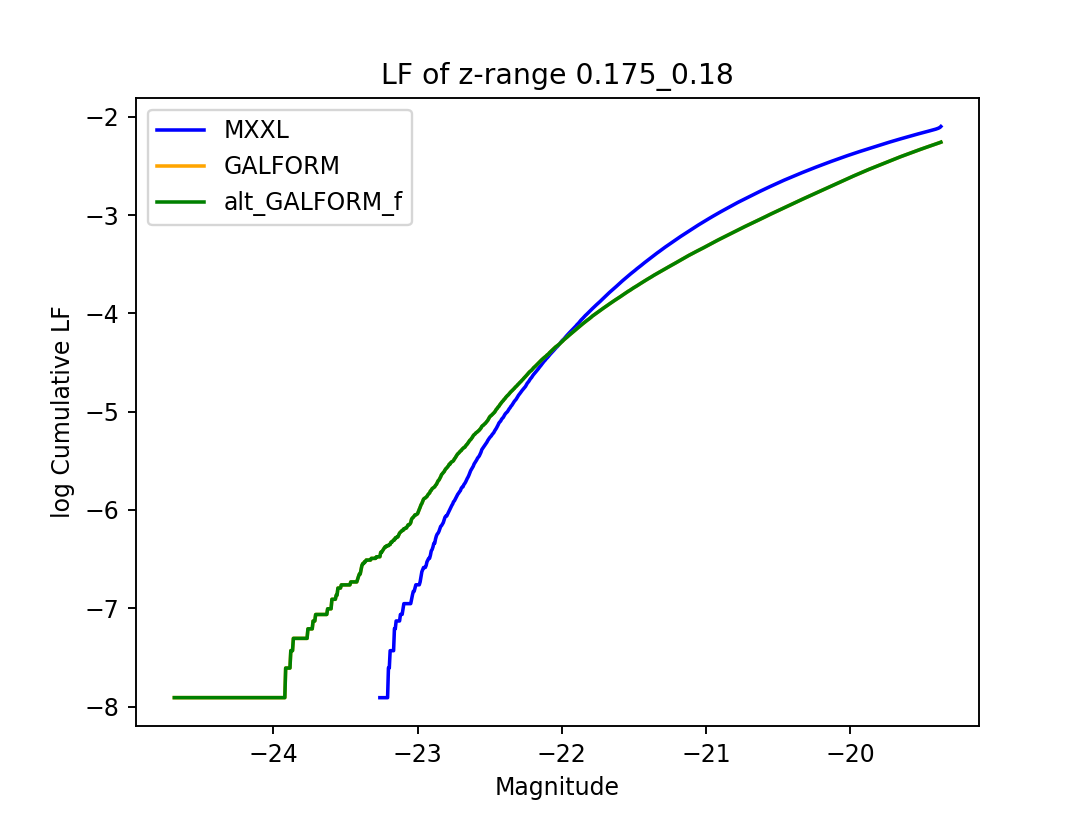 LF of z-range 0.175_0.18
MXXL
GALFORM
alt_GALFORM_f
−2
−3
−4
−5
−6
−7
−8
log Cumulative LF
−24
−23
−22
−21
−20
Magnitude